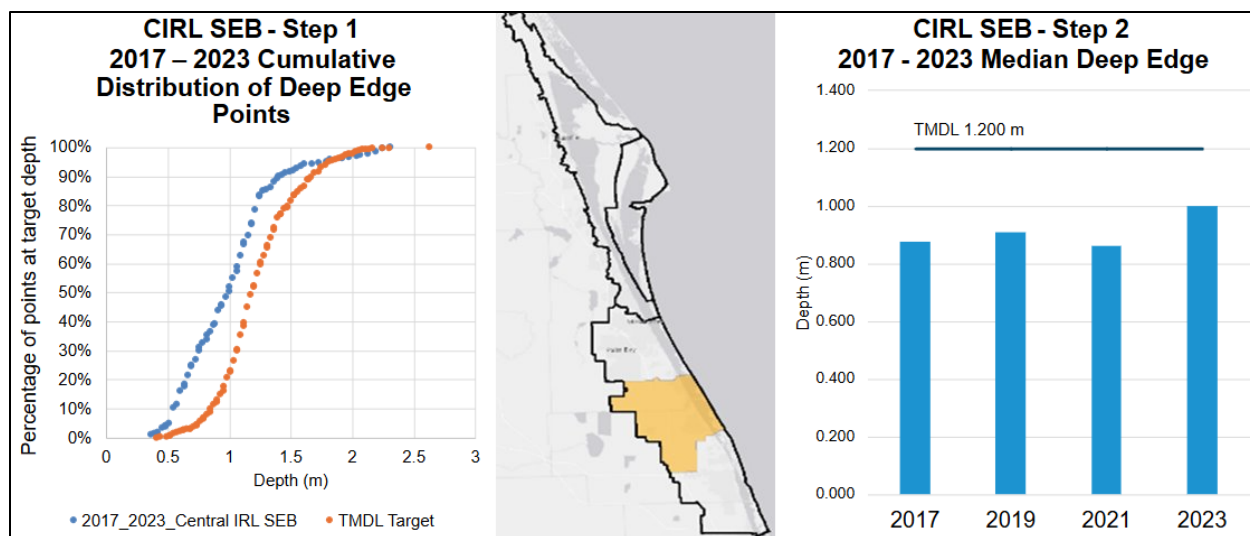 CIRL SEB - Step 1
2017 – 2023 Cumulative
Distribution of Deep Edge
Points
Percentage of points at target depth
100%
90%
80%
70%
60%
50%
40%
30%
20%
10%
0%
0 0.5 1 1.5 2 2.5 3
Depth (m)
2017_2023_Central IRL SEB TMDL Target
CIRL SEB - Step 2
2017 - 2023 Median Deep Edge
1.400
TMDL 1.200 m
1.200
1.000
0.800
0.600
0.400
0.200
0.000
Depth (m)
2017 2019 2021 2023